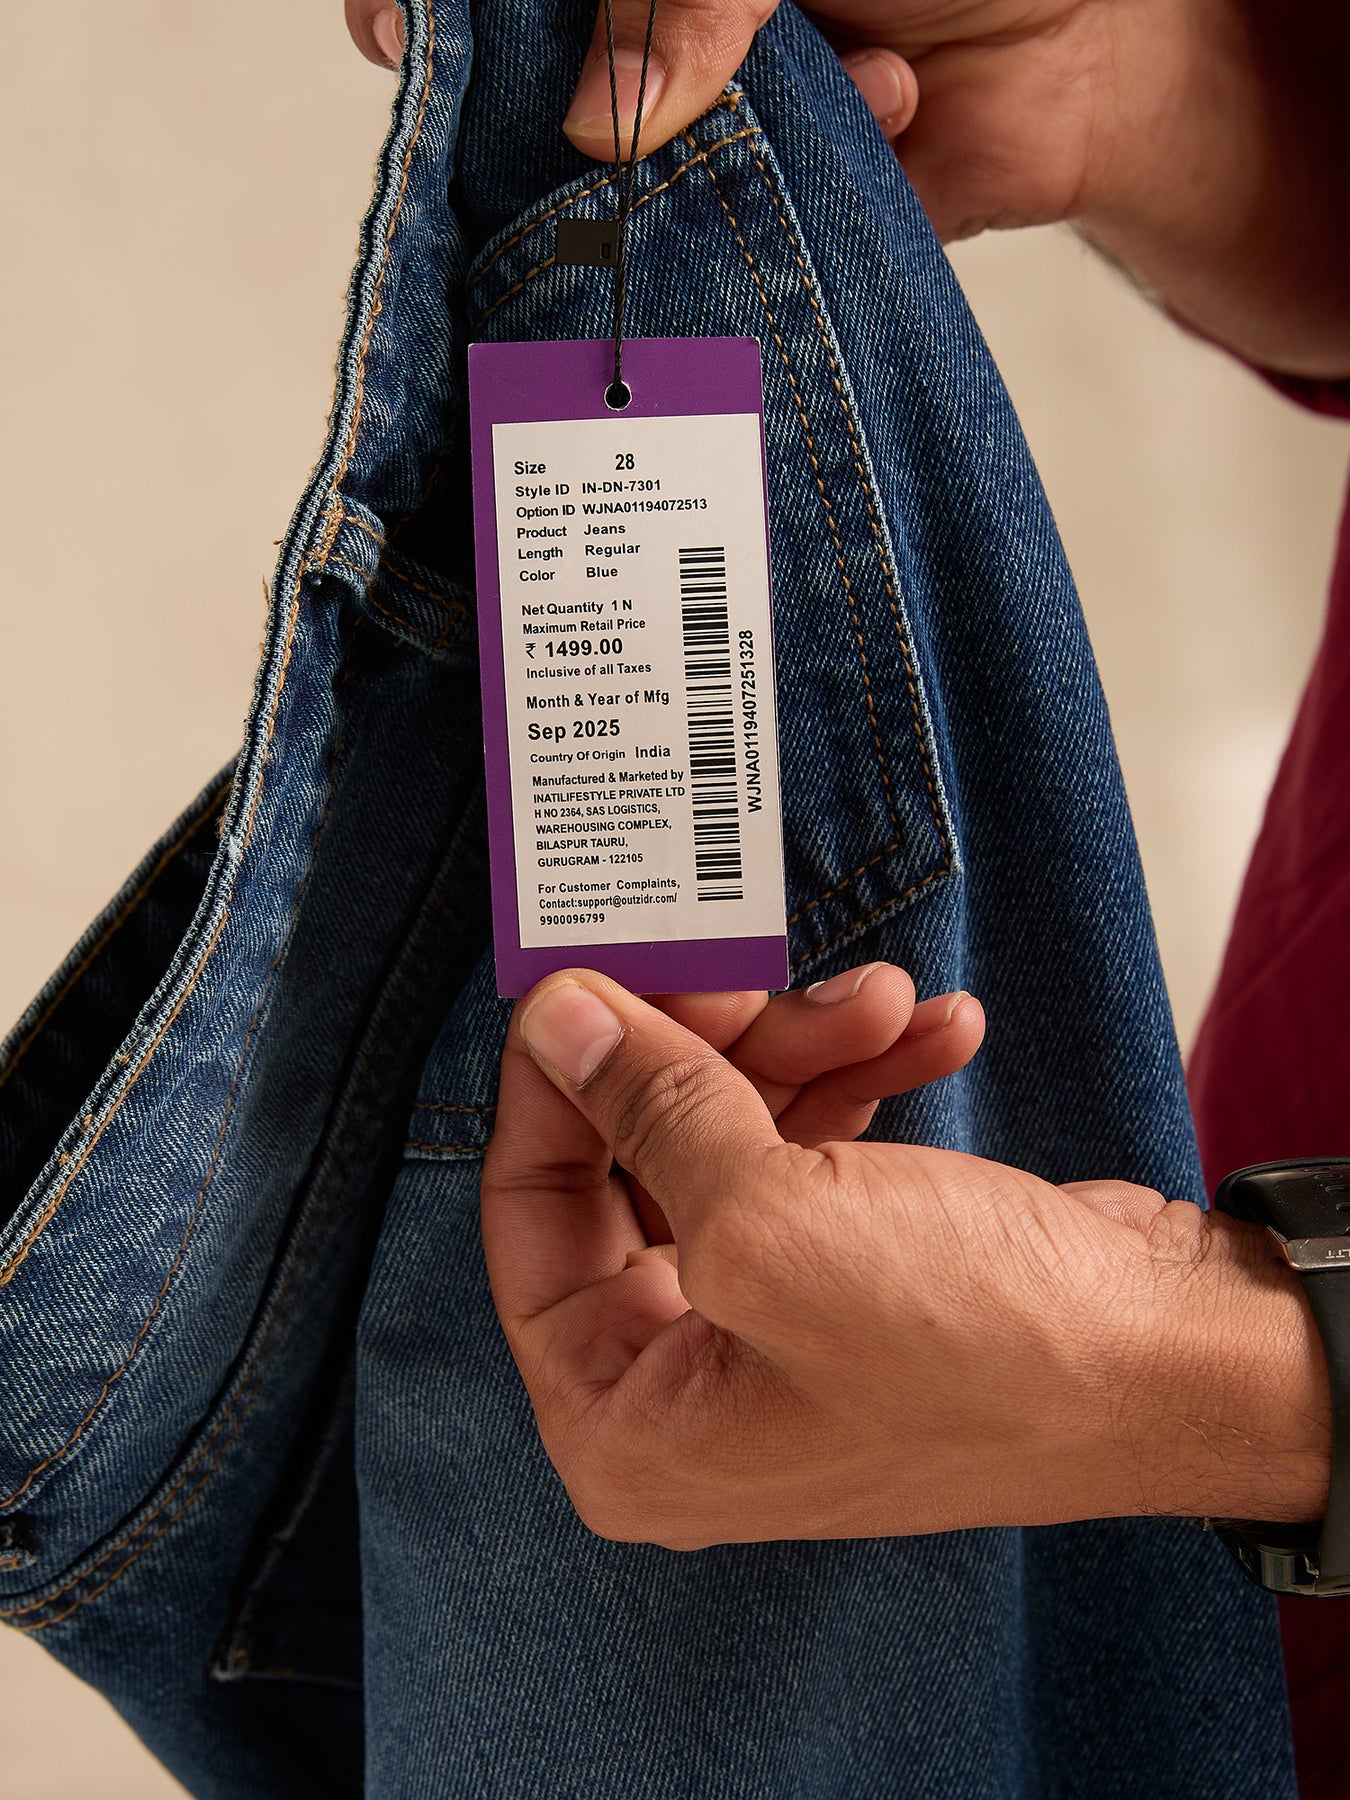 Size 28
Style ID IN-DN-7301
Option ID WJNA01194072513
Product Jeans
Length Regular
Color Blue
Net Quantity 1 N
Maximum Retail Price
₹ 1499.00
Inclusive of all Taxes
Month & Year of Mfg
Sep 2025
Country Of Origin India
Manufactured & Marketed by
INATILIFESTYLE PRIVATE LTD
H NO 2364, SAS LOGISTICS,
WAREHOUSING COMPLEX,
BILASPUR TAURU,
GURUGRAM - 122105
For Customer Complaints,
Contact:support@outzidr.com/
9900096799
WJNA0119407251328